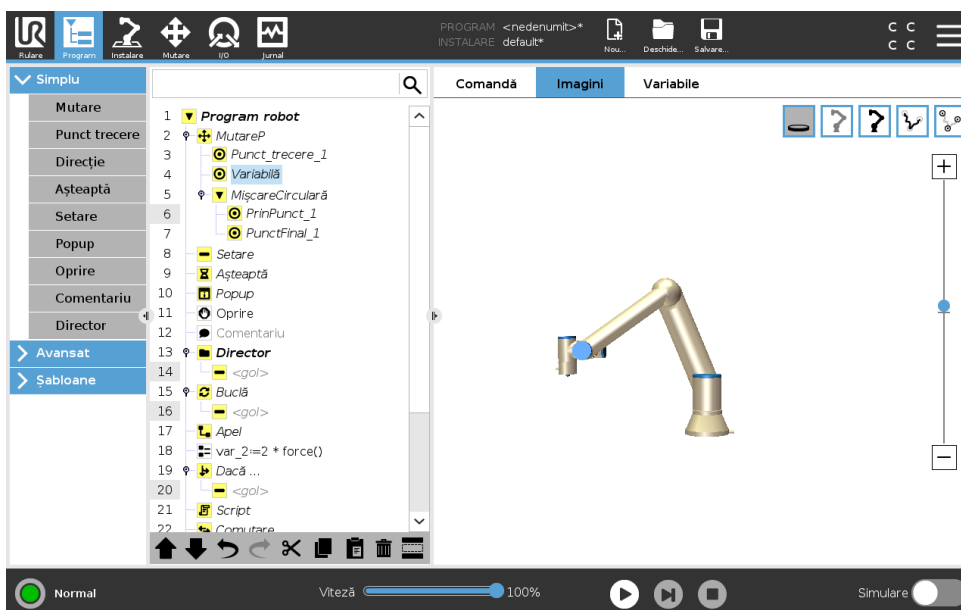 Rulare
Program
Instalare
Mutare
I/O
Jurnal
PROGRAM <nedenumit>*
INSTALARE default*
Nou...
Deschide...
Salvare...
C C
C C
Simplu
Mutare
Punct trecere
Direcție
Așteaptă
Setare
Popup
Oprire
Comentariu
Director
Avansat
Șabloane
1 Program robot
2 MutareP
3 Punct_trecere_1
4 Variabilă
5 MișcareCirculară
6 PrinPunct_1
7 PunctFinal_1
8 Setare
9 Așteaptă
10 Popup
11 Oprire
12 Comentariu
13 Director
14 <gol>
15 Buclă
16 <gol>
17 Apel
18 var_2:=2 * force()
19 Dacă ...
20 <gol>
21 Script
22 Comutare
Comandă
Imagini
Variabile
Normal
Viteză
100%
Simulare